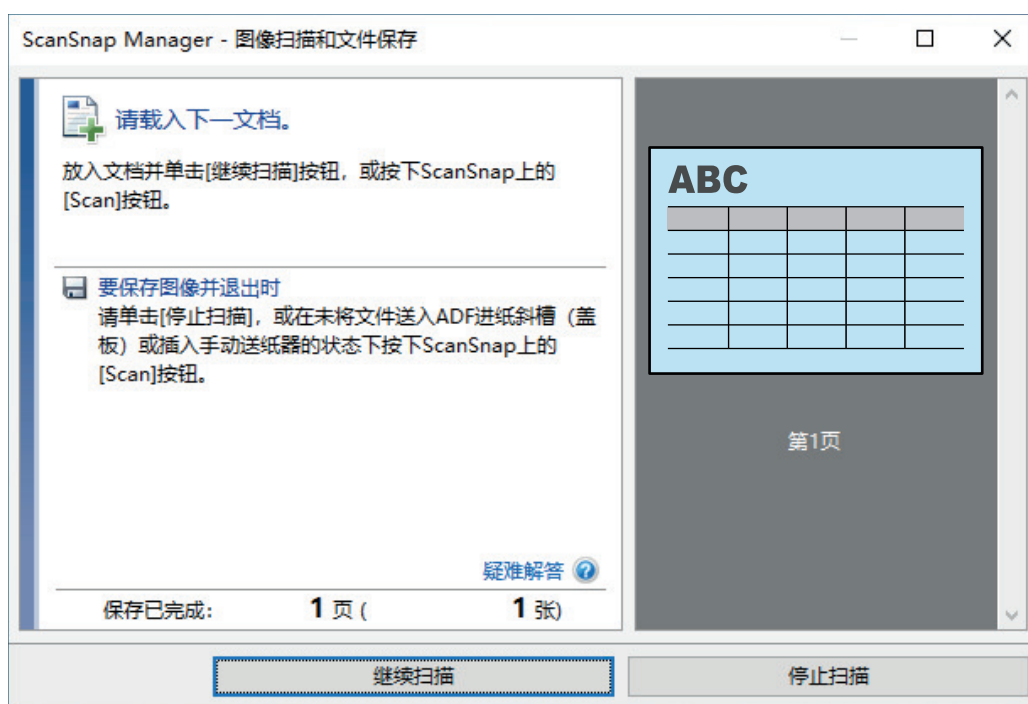 ScanSnap Manager - 图像扫描和文件保存
请载入下一文档。
放入文档并单击[继续扫描]按钮，或按下ScanSnap上的
[Scan]按钮。
要保存图像并退出时
请单击[停止扫描]，或在未将文件送入ADF进纸斜槽（盖
板）或插入手动送纸器的状态下按下ScanSnap上的
[Scan]按钮。
疑难解答
保存已完成: 1 页 ( 1 张)
ABC
第1页
继续扫描
停止扫描